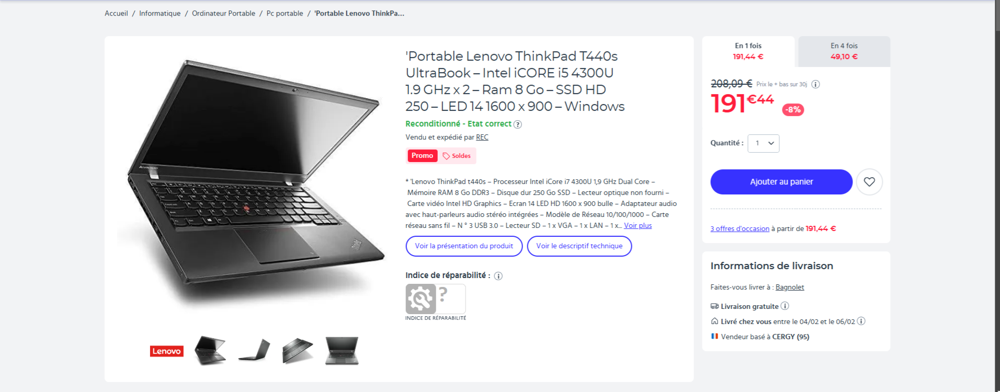 Accueil / Informatique / Ordinateur Portable / Pc portable / 'Portable Lenovo ThinkPa...
'Portable Lenovo ThinkPad T440s
UltraBook – Intel iCORE i5 4300U
1.9 GHz x 2 – Ram 8 Go – SSD HD
250 – LED 14 1600 x 900 – Windows
Reconditionné - Etat correct ?
Vendu et expédié par REC
Promo Soldes
* 'Lenovo ThinkPad t440s – Processeur Intel iCore i7 4300U 1,9 GHz Dual Core –
Mémoire RAM 8 Go DDR3 – Disque dur 250 Go SSD – Lecteur optique non fourni –
Carte vidéo Intel HD Graphics – Ecran 14 LED HD 1600 x 900 bulle – Adaptateur audio
avec haut-parleurs audio stéréo intégrées – Modèle de Réseau 10/100/1000 – Carte
réseau sans fil – N ° 3 USB 3.0 – Lecteur SD – 1 x VGA – 1 x LAN – 1 x... Voir plus
Voir la présentation du produit Voir le descriptif technique
Indice de réparabilité : i
?
INDICE DE RÉPARABILITÉ
lenovo
ThinkPad
Lenovo
En 1 fois
191,44 €
En 4 fois
49,10 €
208,09 € Prix le + bas sur 30j i
191€44 -8%
Quantité : 1
Ajouter au panier
3 offres d'occasion à partir de 191,44 €
Informations de livraison
Faites-vous livrer à : Bagnolet
Livraison gratuite i
Livré chez vous entre le 04/02 et le 06/02 i
Vendeur basé à CERGY (95)